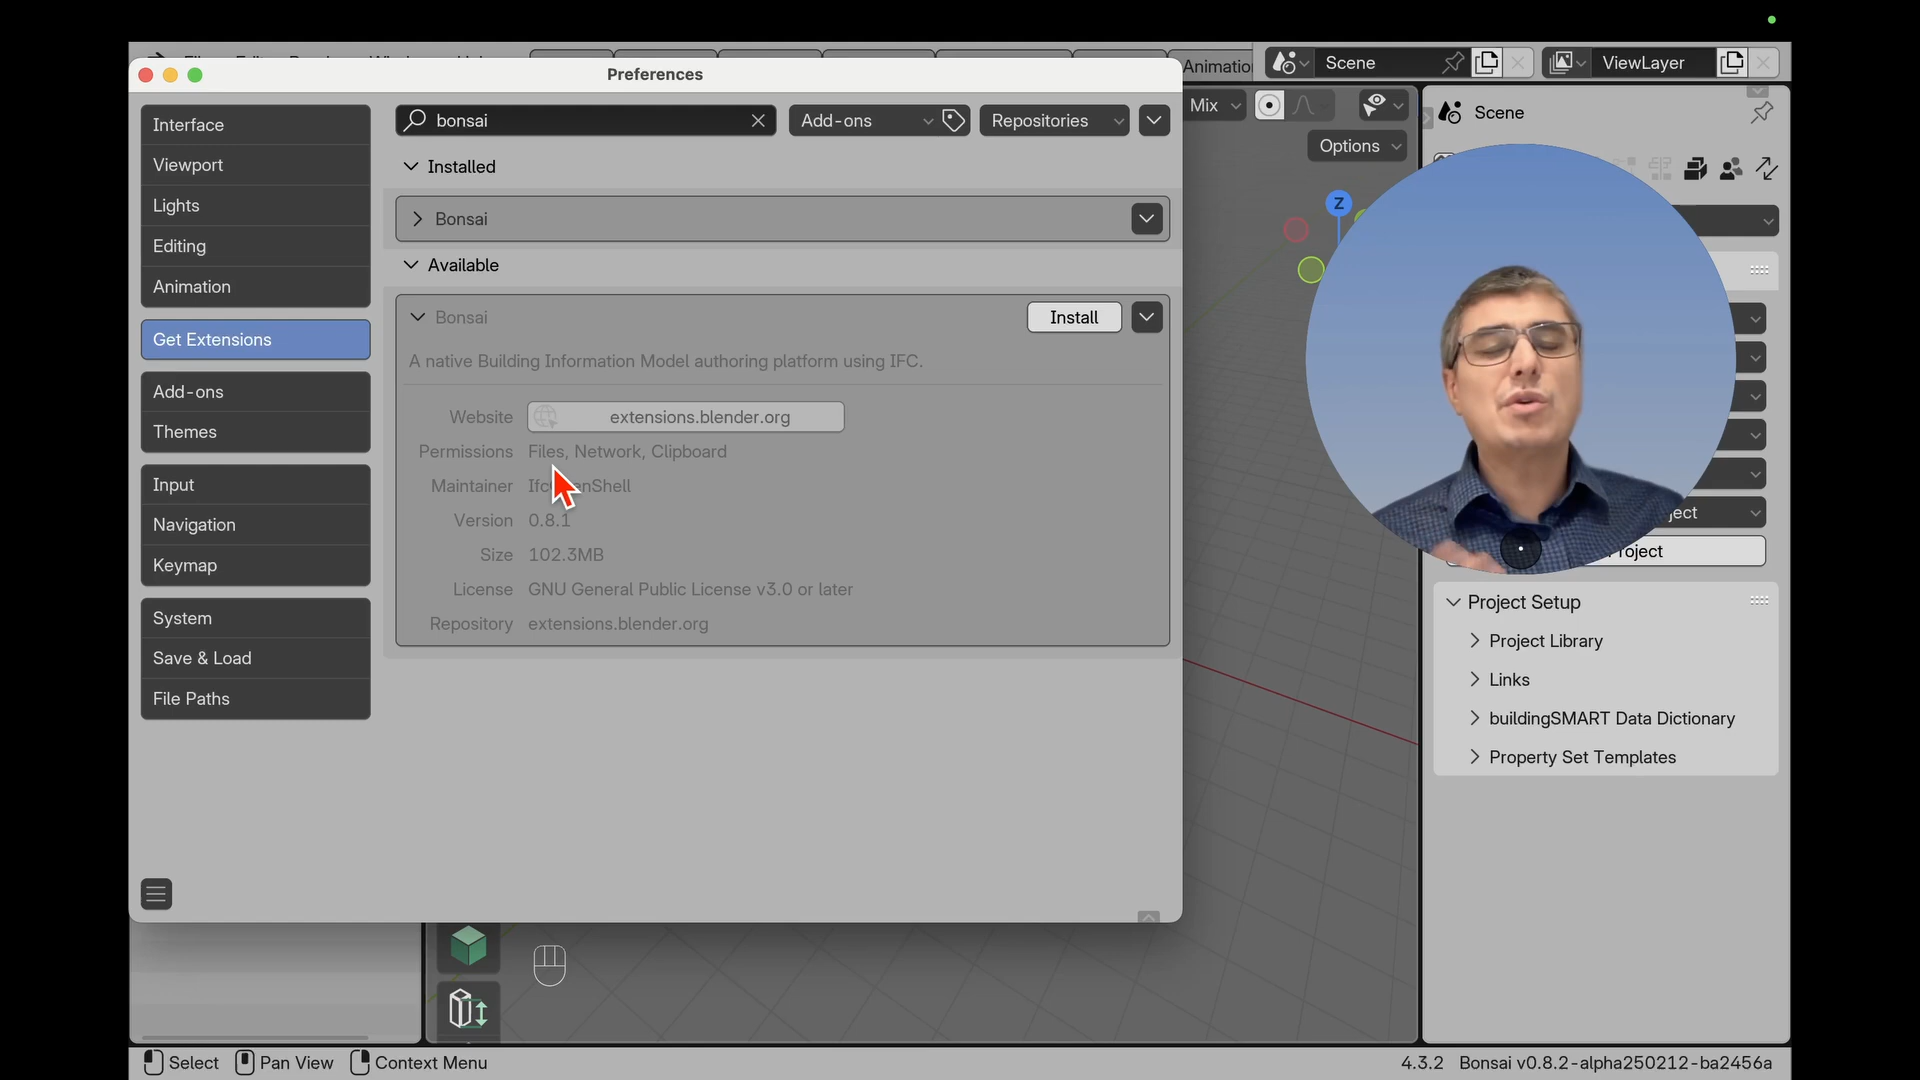 Preferences
Animatio
Scene
ViewLayer
Interface
Viewport
Lights
Editing
Animation
Get Extensions
Add-ons
Themes
Input
Navigation
Keymap
System
Save & Load
File Paths
bonsai
Add-ons
Repositories
Installed
Bonsai
Available
Bonsai
Install
A native Building Information Model authoring platform using IFC.
Website extensions.blender.org
Permissions Files, Network, Clipboard
Maintainer
Version 0.8.1
Size 102.3MB
License GNU General Public License v3.0 or later
Repository extensions.blender.org
Mix
Options
Z
Scene
Project Setup
Project Library
Links
buildingSMART Data Dictionary
Property Set Templates
Select Pan View Context Menu
4.3.2 Bonsai v0.8.2-alpha250212-ba2456a